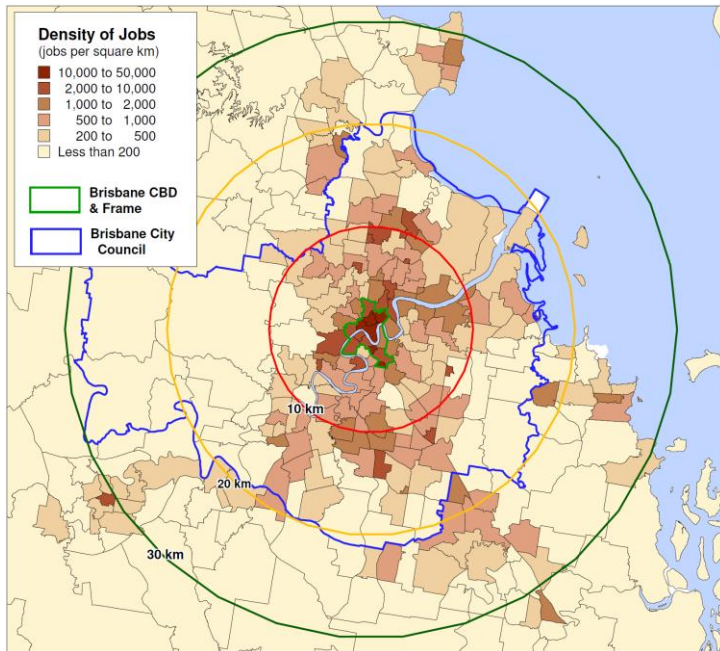 Density of Jobs
(jobs per square km)
10,000 to 50,000
2,000 to 10,000
1,000 to 2,000
500 to 1,000
200 to 500
Less than 200
Brisbane CBD
& Frame
Brisbane City
Council
10 km
20 km
30 km